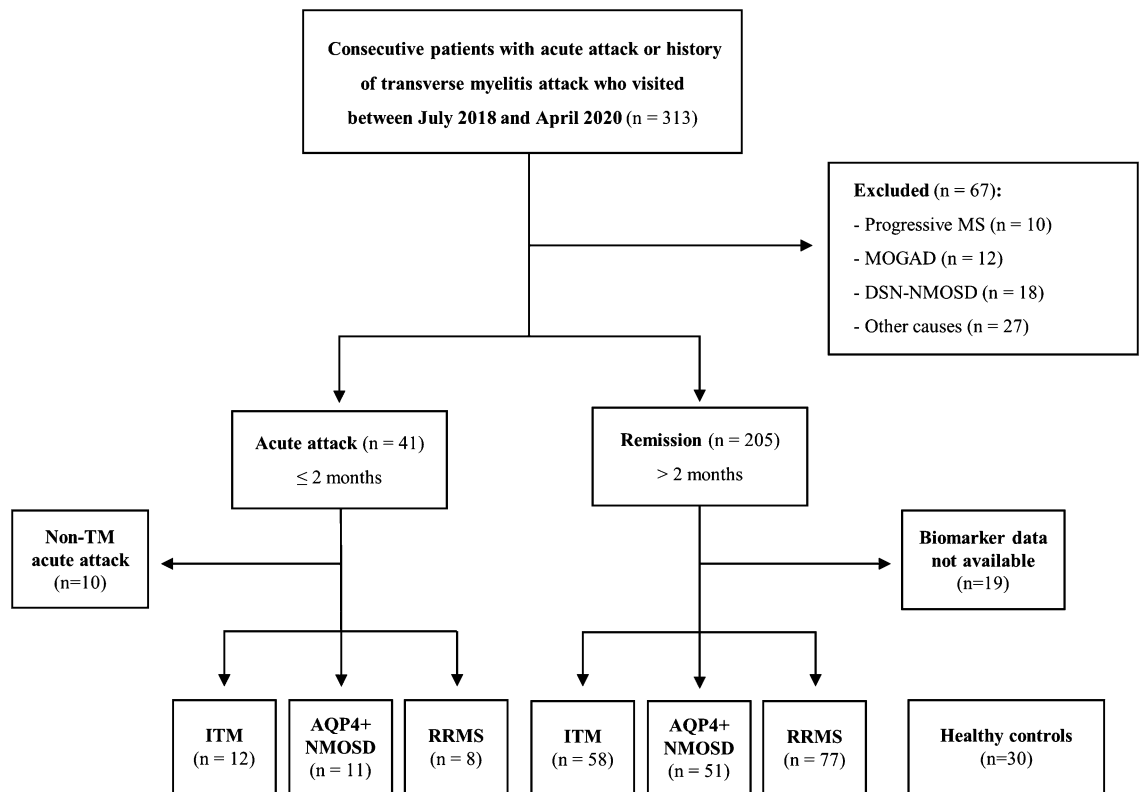 Consecutive patients with acute attack or history
of transverse myelitis attack who visited
between July 2018 and April 2020 (n = 313)
Excluded (n = 67):
- Progressive MS (n = 10)
- MOGAD (n = 12)
- DSN-NMOSD (n = 18)
- Other causes (n = 27)
Acute attack (n = 41)
≤ 2 months
Remission (n = 205)
> 2 months
Non-TM
acute attack
(n=10)
Biomarker data
not available
(n=19)
ITM
(n = 12)
AQP4+
NMOSD
(n = 11)
RRMS
(n = 8)
ITM
(n = 58)
AQP4+
NMOSD
(n = 51)
RRMS
(n = 77)
Healthy controls
(n=30)